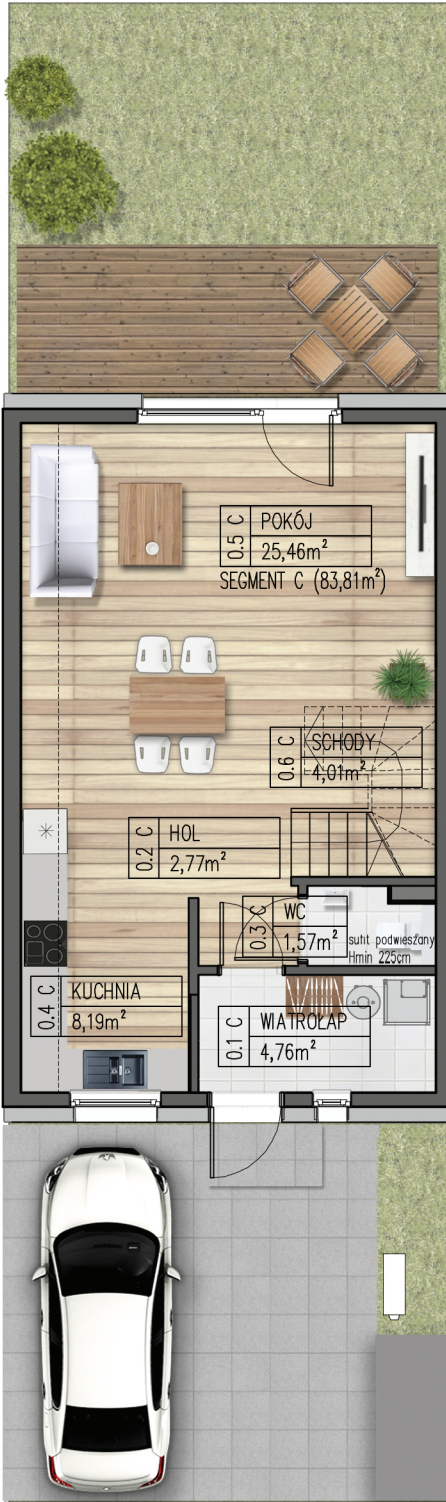 0.5 C POKÓJ
25,46m²
SEGMENT C (83,81m²)
0.6 C SCHODY
4,01m²
0.2 C HOL
2,77m²
0.3 C WC
1,57m²
sufit podwieszany
Hmin 225cm
0.4 C KUCHNIA
8,19m²
0.1 C WIATROŁAP
4,76m²